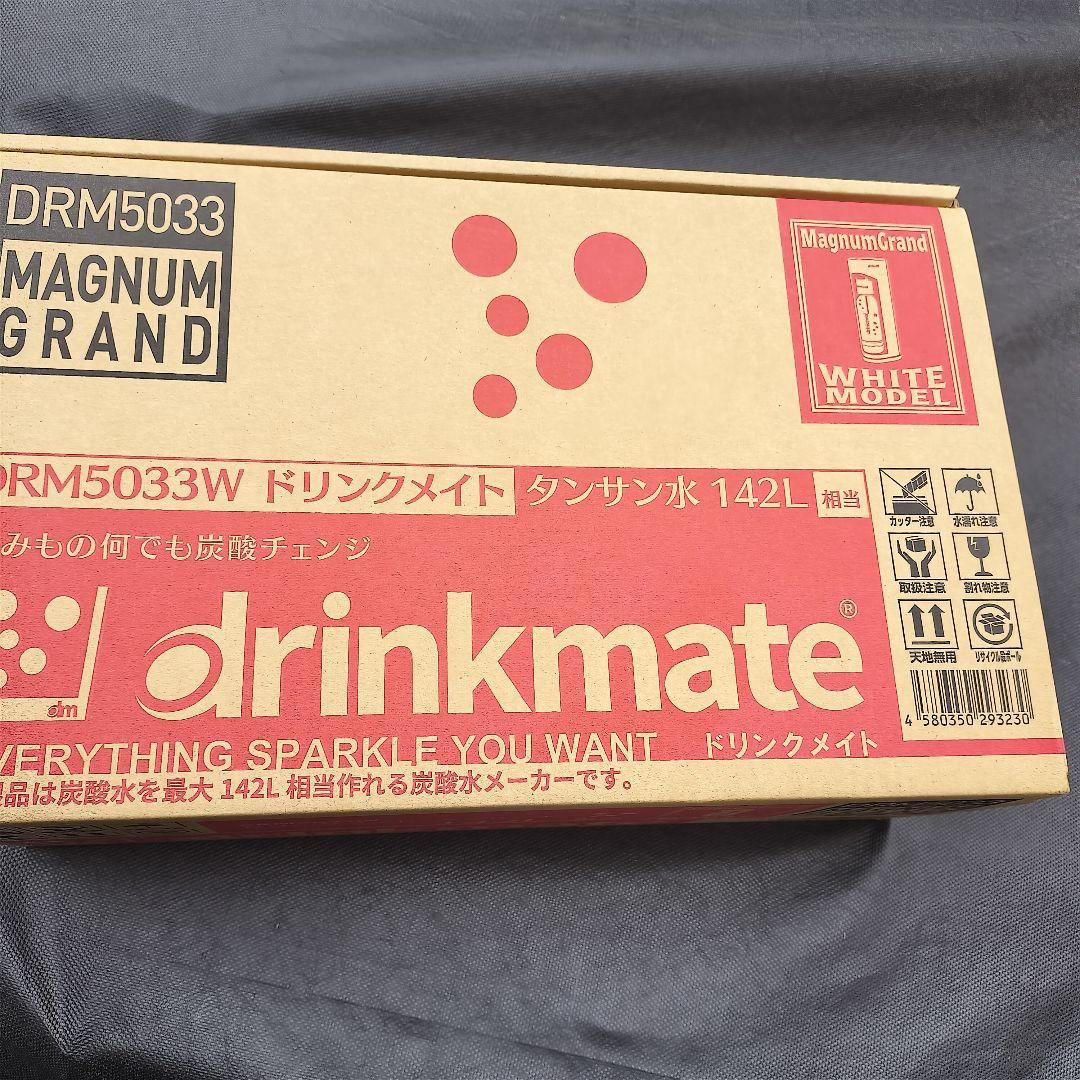 DRM5033
MAGNUM
GRAND
MagnumGrand
WHITE
MODEL
DRM5033W ドリンクメイト タンサン水 142L 相当
みもの何でも炭酸チェンジ
カッター注意
水濡れ注意
取扱注意
割れ物注意
天地無用
リサイクル段ボール
dm
drinkmate®
4 580350 293230
VERYTHING SPARKLE YOU WANT ドリンクメイト
品は炭酸水を最大 142L 相当作れる炭酸水メーカーです。